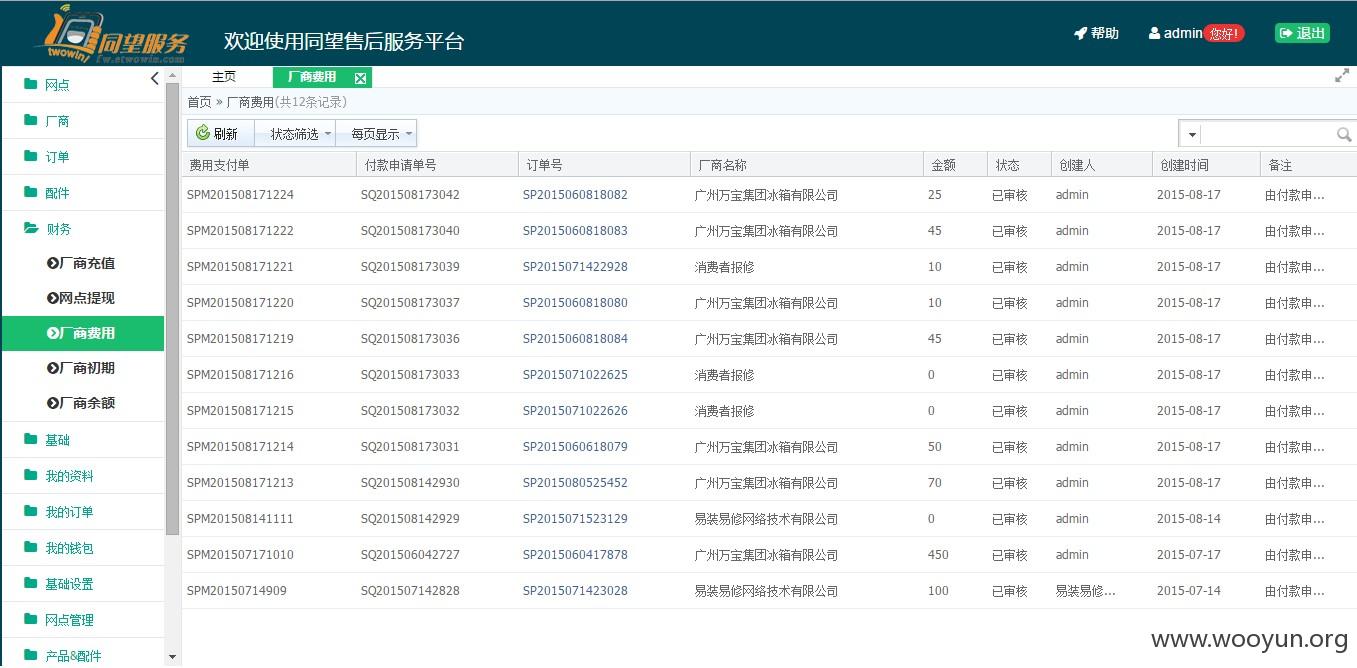 同望服务
twowin/
fw.etwowin.com
欢迎使用同望售后服务平台
帮助 admin 您好! 退出
网点
厂商
订单
配件
财务
厂商充值
网点提现
厂商费用
厂商初期
厂商余额
基础
我的资料
我的订单
我的钱包
基础设置
网点管理
产品&配件
主页 厂商费用
首页 » 厂商费用(共12条记录)
刷新 状态筛选 每页显示
费用支付单 付款申请单号 订单号 厂商名称 金额 状态 创建人 创建时间 备注
SPM201508171224 SQ201508173042 SP2015060818082 广州万宝集团冰箱有限公司 25 已审核 admin 2015-08-17 由付款申...
SPM201508171222 SQ201508173040 SP2015060818083 广州万宝集团冰箱有限公司 45 已审核 admin 2015-08-17 由付款申...
SPM201508171221 SQ201508173039 SP2015071422928 消费者报修 10 已审核 admin 2015-08-17 由付款申...
SPM201508171220 SQ201508173037 SP2015060818080 广州万宝集团冰箱有限公司 10 已审核 admin 2015-08-17 由付款申...
SPM201508171219 SQ201508173036 SP2015060818084 广州万宝集团冰箱有限公司 45 已审核 admin 2015-08-17 由付款申...
SPM201508171216 SQ201508173033 SP2015071022625 消费者报修 0 已审核 admin 2015-08-17 由付款申...
SPM201508171215 SQ201508173032 SP2015071022626 消费者报修 0 已审核 admin 2015-08-17 由付款申...
SPM201508171214 SQ201508173031 SP2015060618079 广州万宝集团冰箱有限公司 50 已审核 admin 2015-08-17 由付款申...
SPM201508171213 SQ201508142930 SP2015080525452 广州万宝集团冰箱有限公司 70 已审核 admin 2015-08-17 由付款申...
SPM201508141111 SQ201508142929 SP2015071523129 易装易修网络技术有限公司 0 已审核 admin 2015-08-14 由付款申...
SPM201507171010 SQ201506042727 SP2015060417878 广州万宝集团冰箱有限公司 450 已审核 admin 2015-07-17 由付款申...
SPM20150714909 SQ201507142828 SP2015071423028 易装易修网络技术有限公司 100 已审核 易装易修... 2015-07-14 由付款申...
www.wooyun.org